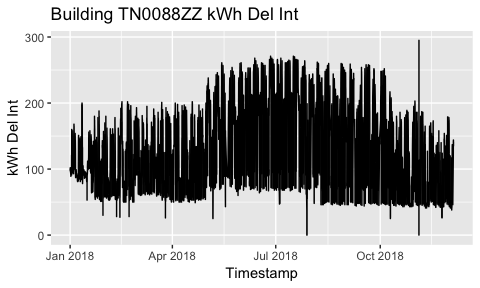 Building TN0088ZZ kWh Del Int
kWh Del Int
300
200
100
0
Jan 2018
Apr 2018
Jul 2018
Oct 2018
Timestamp